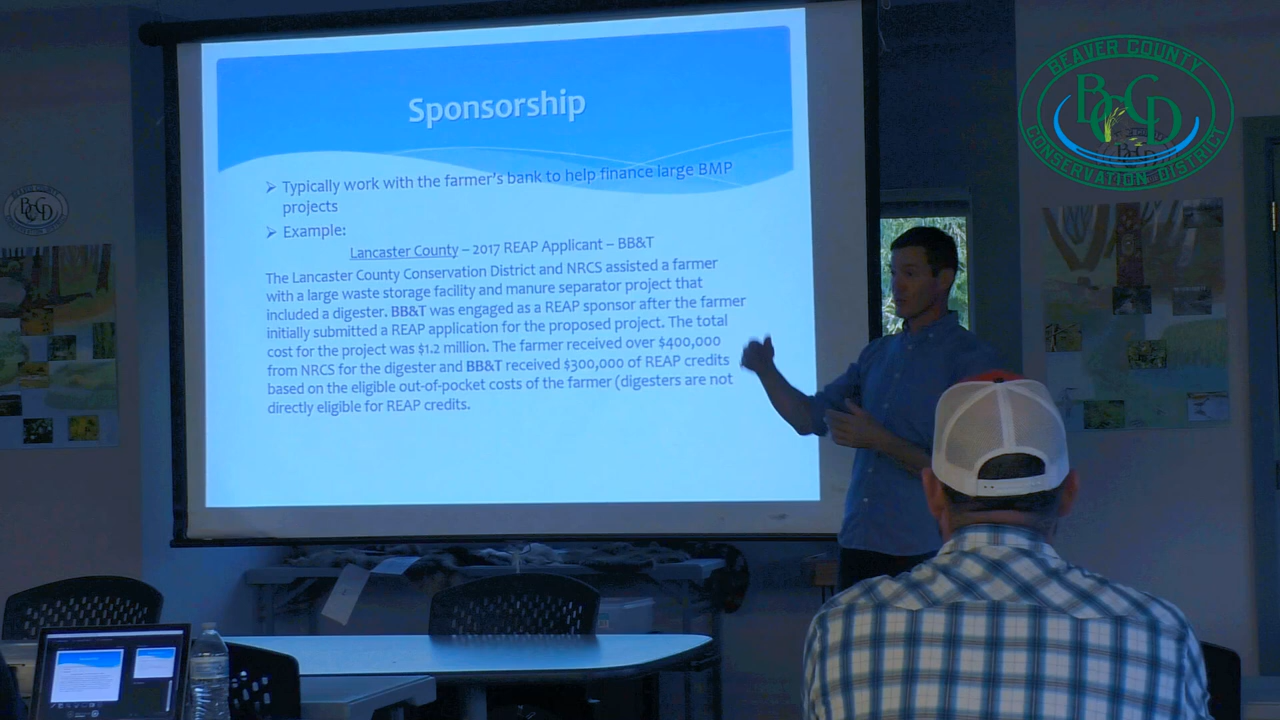 Sponsorship
➢ Typically work with the farmer's bank to help finance large BMP
projects
➢ Example:
Lancaster County – 2017 REAP Applicant – BB&T
The Lancaster County Conservation District and NRCS assisted a farmer
with a large waste storage facility and manure separator project that
included a digester. BB&T was engaged as a REAP sponsor after the farmer
initially submitted a REAP application for the proposed project. The total
cost for the project was $1.2 million. The farmer received over $400,000
from NRCS for the digester and BB&T received $300,000 of REAP credits
based on the eligible out-of-pocket costs of the farmer (digesters are not
directly eligible for REAP credits.
BEAVER COUNTY
BCCD
CONSERVATION DISTRICT
BCCD